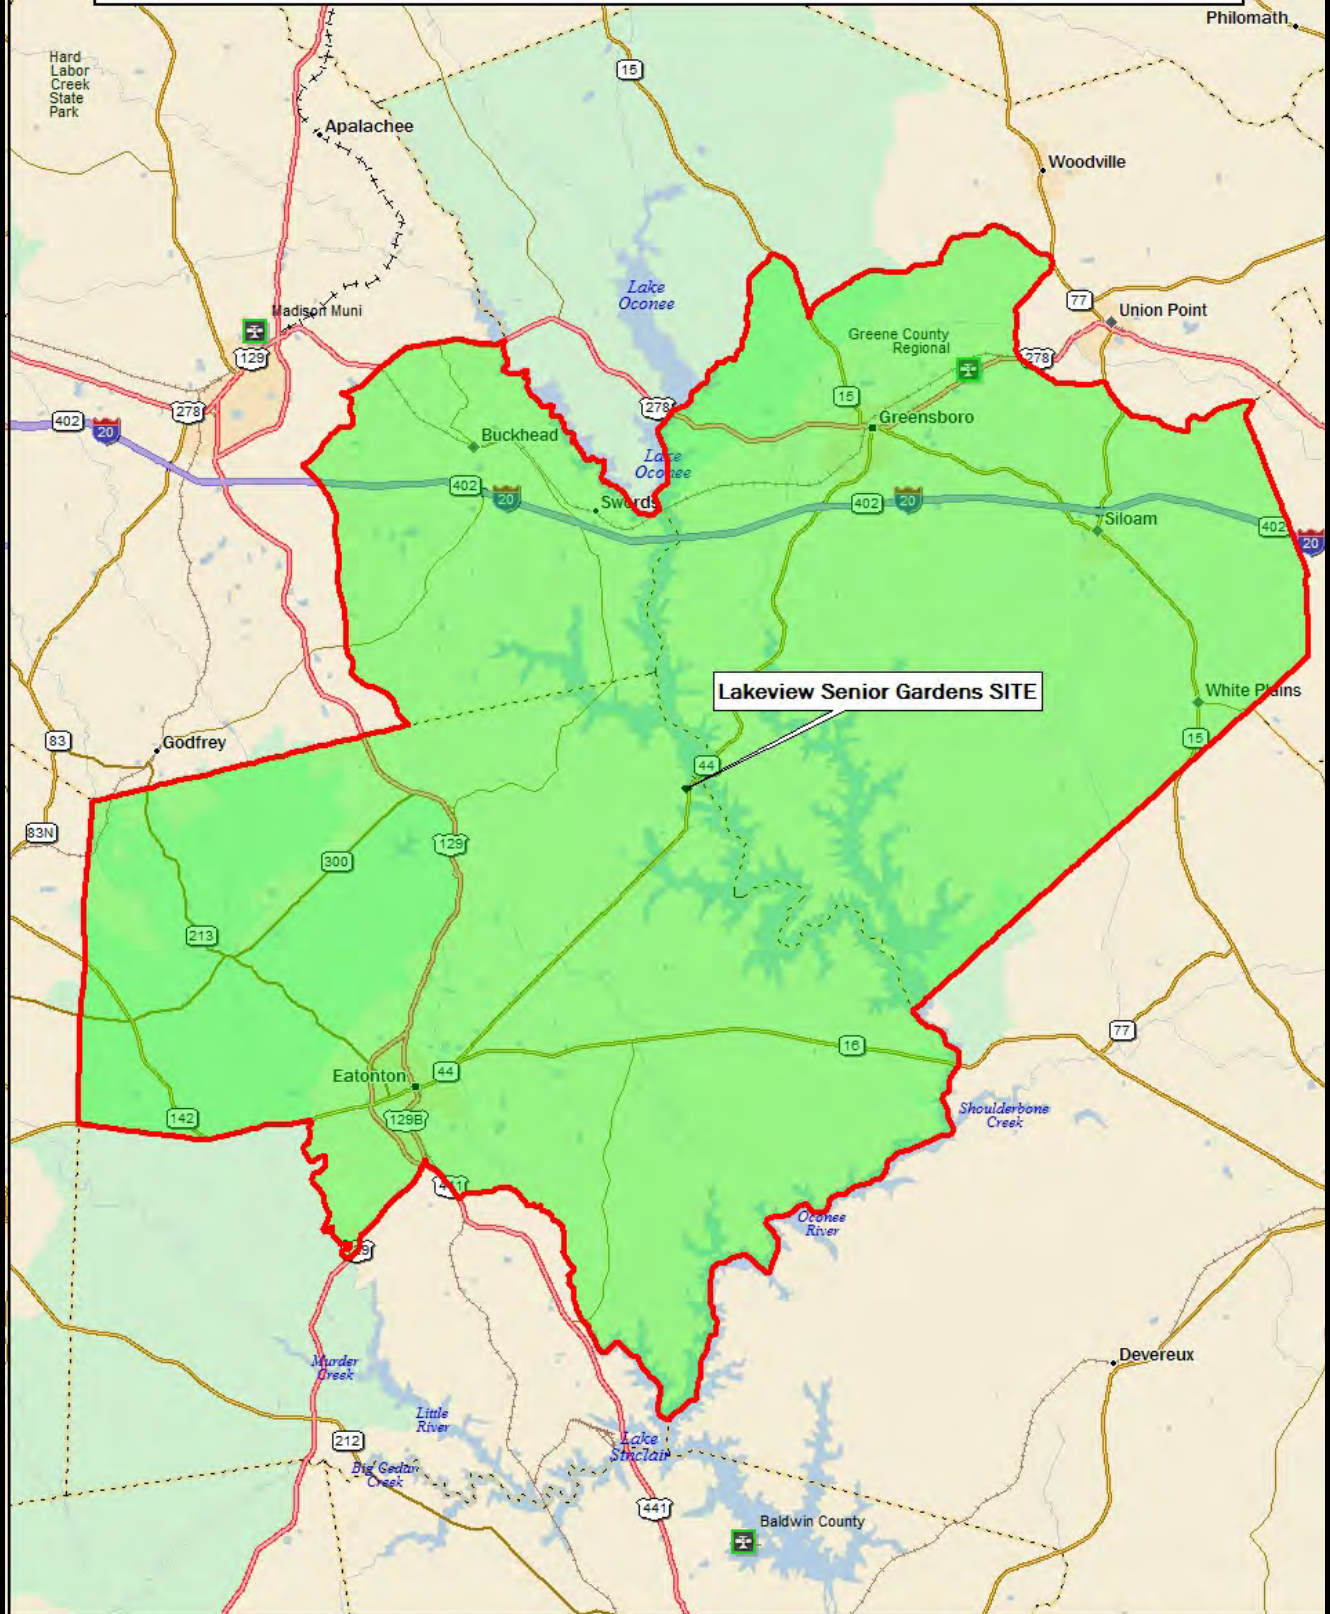 Philomath
Hard
Labor
Creek
State
Park
15
Apalachee
Woodville
Lake
Oconee
77
Union Point
Madison Muni
129
Greene County
Regional
278
278
278
15
402
20
Greensboro
Buckhead
Lake
Oconee
402
20
Swords
402
20
Siloam
402
20
Lakeview Senior Gardens SITE
White Plains
83
Godfrey
15
44
83N
129
300
213
77
16
Eatonton
44
142
129B
Shoulderbone
Creek
441
Oconee
River
Murder
Creek
Devereux
Little
River
212
Lake
Sinclair
Big Cedar
Creek
441
Baldwin County